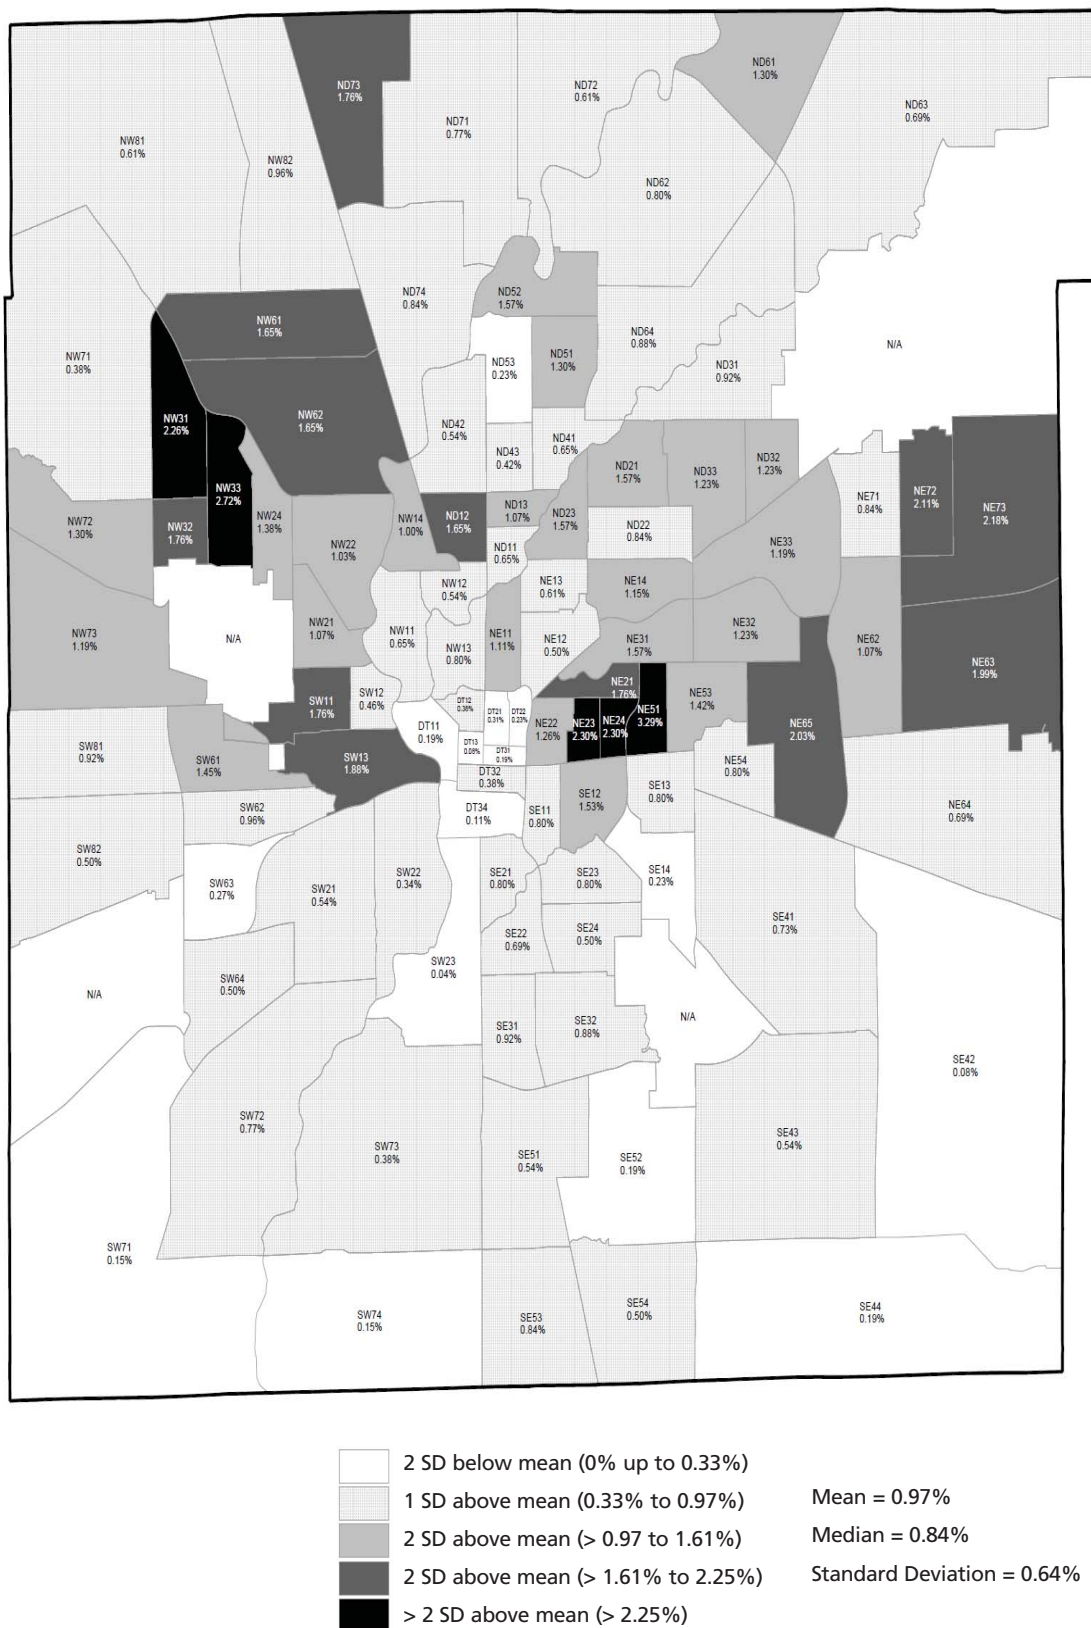 ND73
1.76%
ND61
1.30%
ND72
0.61%
ND63
0.69%
ND71
0.77%
NW81
0.61%
NW82
0.96%
ND62
0.80%
ND74
0.84%
ND52
1.57%
NW61
1.65%
ND64
0.88%
N/A
NW71
0.38%
ND53
0.23%
ND51
1.30%
ND31
0.92%
NW31
2.26%
NW62
1.65%
ND42
0.54%
ND41
0.65%
ND43
0.42%
ND21
1.57%
ND33
1.23%
ND32
1.23%
NW33
2.72%
NE71
0.84%
NE72
2.11%
NE73
2.18%
NW72
1.30%
NW32
1.76%
NW24
1.38%
NW14
1.00%
ND12
1.65%
ND13
1.07%
ND23
1.57%
ND22
0.84%
NW22
1.03%
NE33
1.19%
ND11
0.65%
NW12
0.54%
NE13
0.61%
NE14
1.15%
NW73
1.19%
N/A
NW21
1.07%
NW11
0.65%
NW13
0.80%
NE11
1.11%
NE12
0.50%
NE31
1.57%
NE32
1.23%
NE62
1.07%
NE63
1.99%
SW11
1.76%
SW12
0.46%
DT12
0.38%
DT21
0.31%
DT22
0.23%
NE21
1.76%
NE53
1.42%
NE51
3.29%
DT11
0.19%
NE22
1.26%
NE23
2.30%
NE24
2.30%
NE65
2.03%
DT13
0.08%
DT31
0.19%
SW81
0.92%
SW61
1.45%
SW13
1.88%
NE54
0.80%
DT32
0.38%
SE13
0.80%
SE12
1.53%
SW62
0.96%
DT34
0.11%
SE11
0.80%
NE64
0.69%
SW82
0.50%
SW63
0.27%
SW21
0.54%
SW22
0.34%
SE21
0.80%
SE23
0.80%
SE14
0.23%
SE41
0.73%
SE22
0.69%
SE24
0.50%
SW23
0.04%
SW64
0.50%
N/A
N/A
SE31
0.92%
SE32
0.88%
SE42
0.08%
SW72
0.77%
SE43
0.54%
SW73
0.38%
SE51
0.54%
SE52
0.19%
SW71
0.15%
SE54
0.50%
SE44
0.19%
SW74
0.15%
SE53
0.84%
2 SD below mean (0% up to 0.33%)
1 SD above mean (0.33% to 0.97%)
2 SD above mean (> 0.97 to 1.61%)
2 SD above mean (> 1.61% to 2.25%)
> 2 SD above mean (> 2.25%)
Mean = 0.97%
Median = 0.84%
Standard Deviation = 0.64%